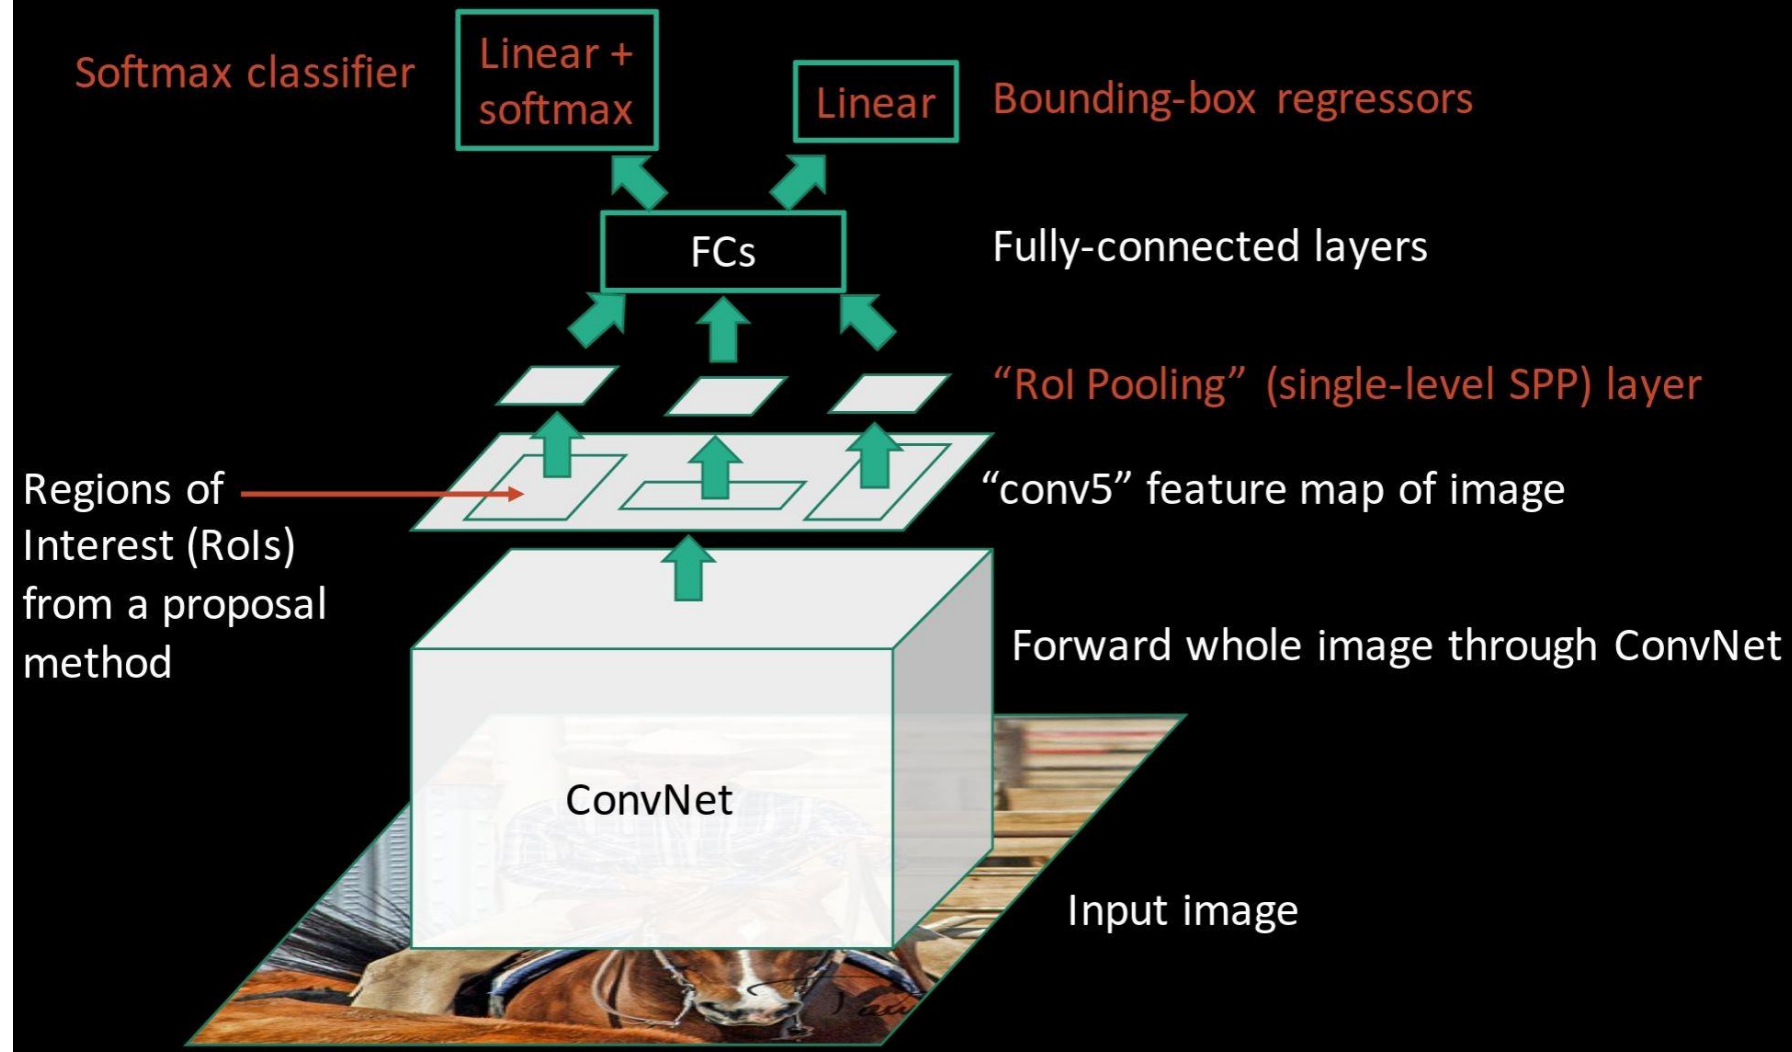 Softmax classifier
Linear +
softmax
Linear
Bounding-box regressors
FCs
Fully-connected layers
“RoI Pooling” (single-level SPP) layer
Regions of
Interest (RoIs)
from a proposal
method
“conv5” feature map of image
Forward whole image through ConvNet
ConvNet
Input image